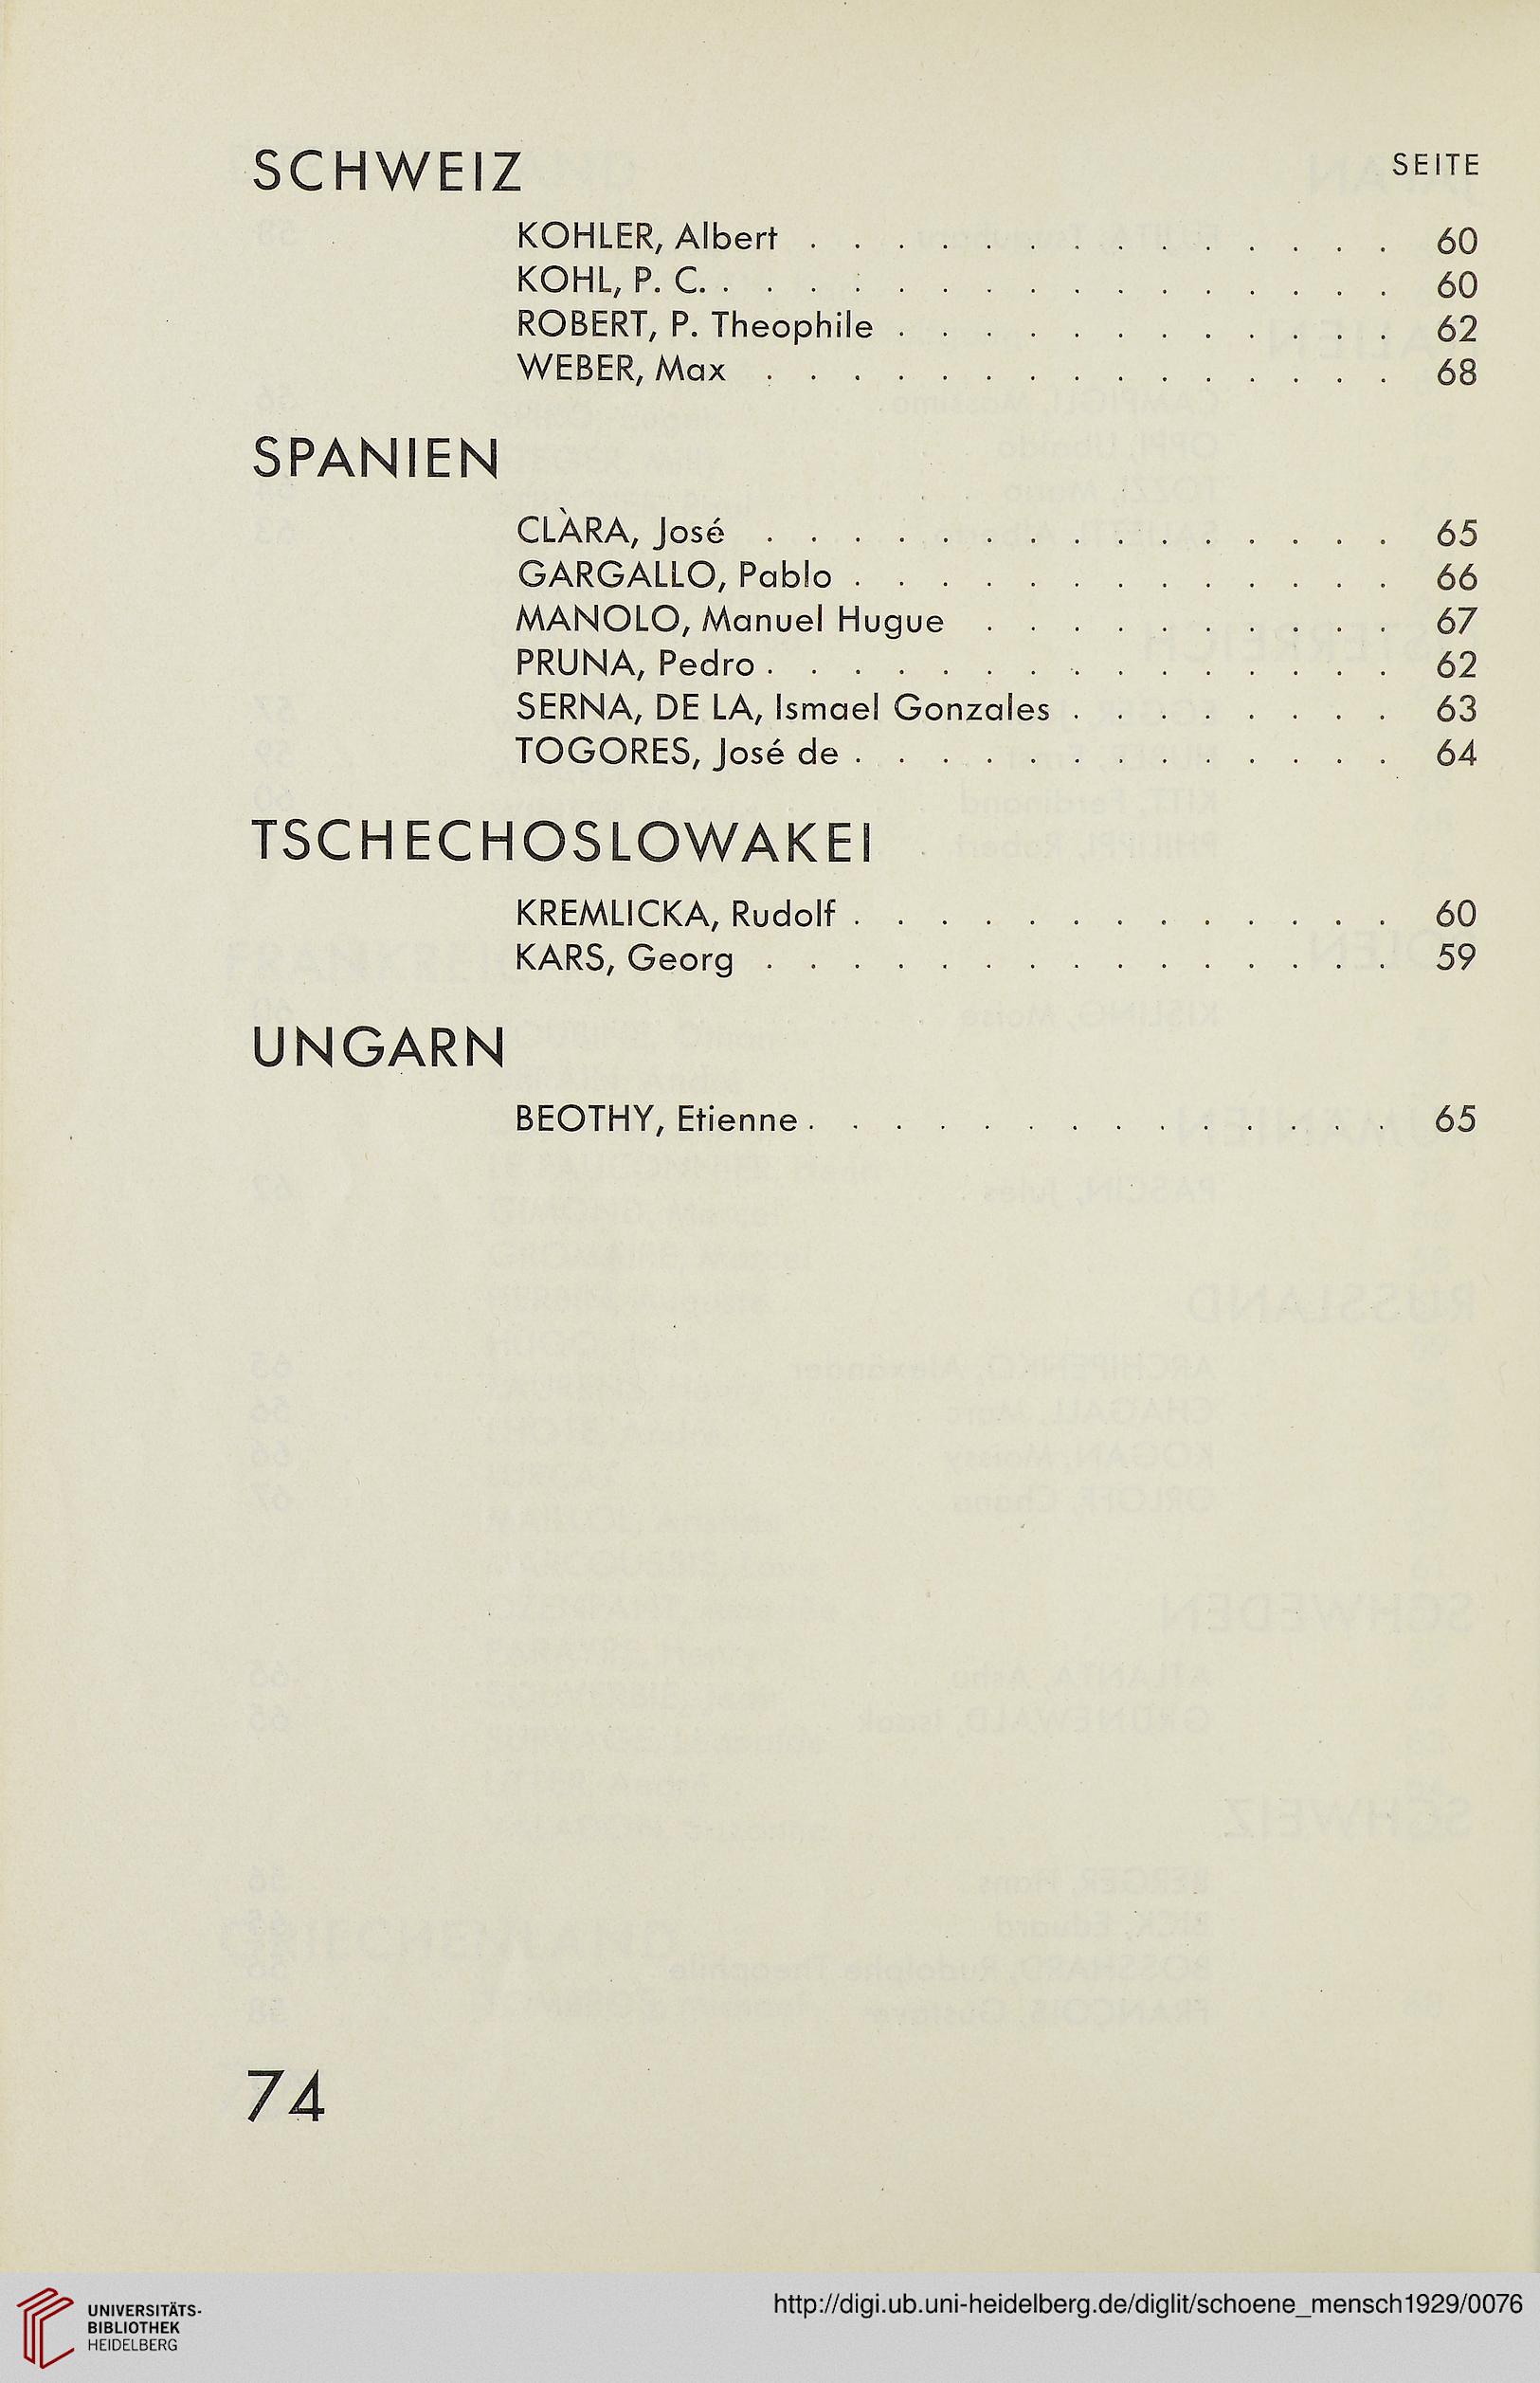 SCHWEIZ SEITE
KOHLER, Albert . . . . . . . . . . . . . . 60
KOHL, P. C. . . . . . . . . . . . . . . . . 60
ROBERT, P. Theophile . . . . . . . . . . . . 62
WEBER, Max . . . . . . . . . . . . . . . 68
SPANIEN
CLÀRA, José . . . . . . . . . . . . . . . 65
GARGALLO, Pablo . . . . . . . . . . . . . 66
MANOLO, Manuel Hugue . . . . . . . . . . 67
PRUNA, Pedro . . . . . . . . . . . . . . . 62
SERNA, DE LA, Ismael Gonzales . . . . . . . . 63
TOGORES, José de . . . . . . . . . . . . . 64
TSCHECHOSLOWAKEI
KREMLICKA, Rudolf . . . . . . . . . . . . . 60
KARS, Georg . . . . . . . . . . . . . . . 59
UNGARN
BEOTHY, Etienne . . . . . . . . . . . . . . 65
74
UNIVERSITÄTS-
BIBLIOTHEK
HEIDELBERG
http://digi.ub.uni-heidelberg.de/diglit/schoene_mensch1929/0076